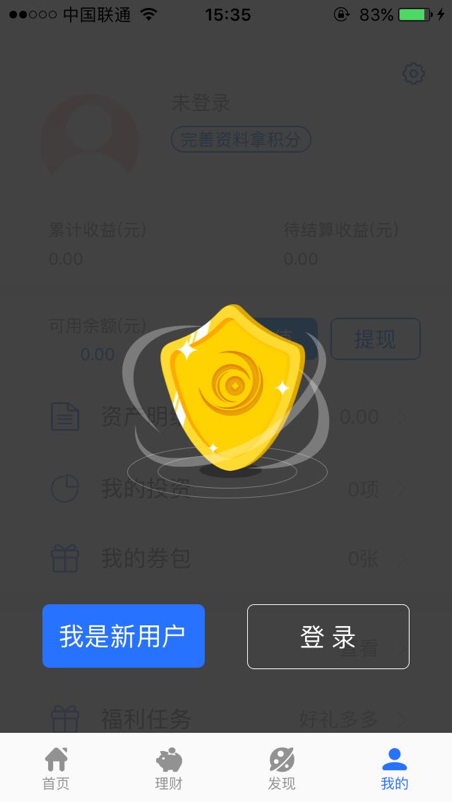 中国联通 15:35 83%
未登录
完善资料拿积分
累计收益(元) 待结算收益(元)
0.00 0.00
可用余额(元) 提现
0.00
资产明 0.00
我的投资 0项
我的券包 0张
我是新用户 登 录
查看
福利任务 好礼多多
首页 理财 发现 我的